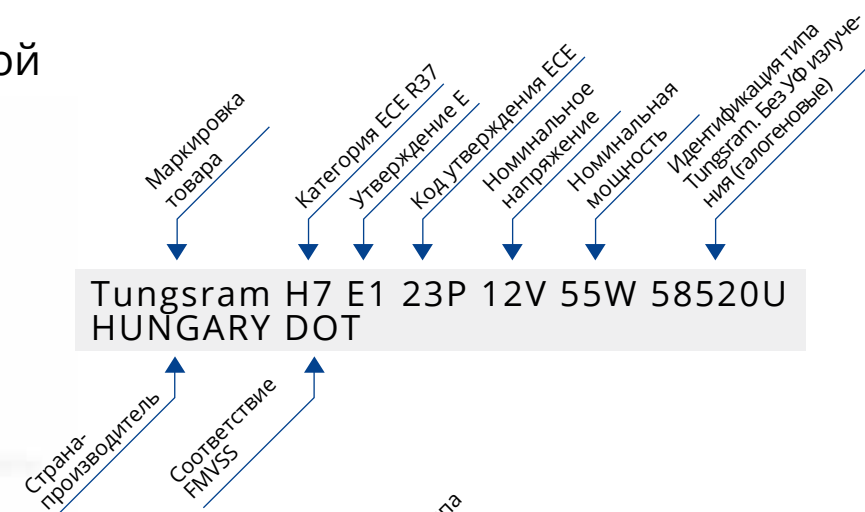 ой
Маркировка
товара
Категория ECE R37
Утверждение E
Код утверждения ECE
Номинальное
напряжение
Номинальная
мощность
Идентификация типа
Tungsram. Без УФ излуче-
ния (галогеновые)
Tungsram H7 E1 23P 12V 55W 58520U
HUNGARY DOT
Страна-
производитель
Соответствие
FMVSS
па